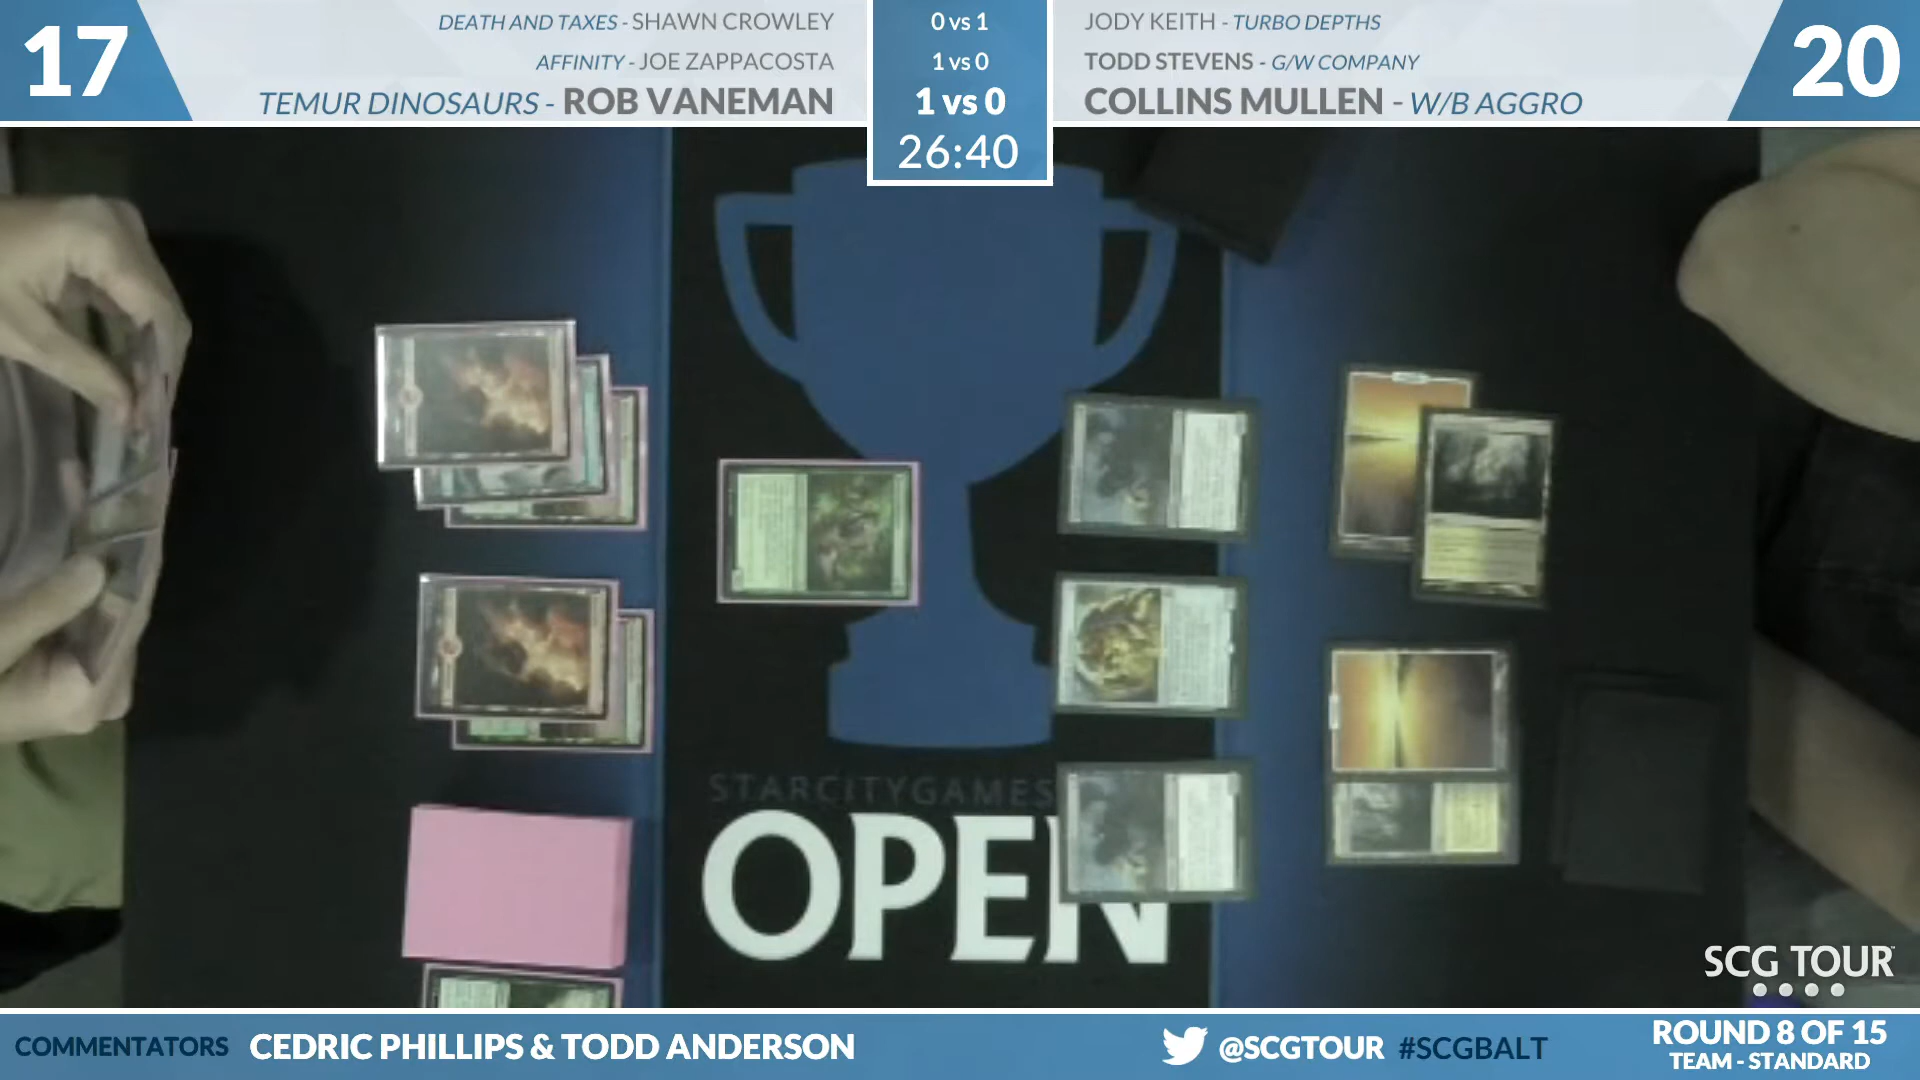 17
DEATH AND TAXES - SHAWN CROWLEY
0 vs 1
JODY KEITH - TURBO DEPTHS
AFFINITY - JOE ZAPPACOSTA
1 vs 0
TODD STEVENS - G/W COMPANY
TEMUR DINOSAURS - ROB VANEMAN
1 vs 0
COLLINS MULLEN - W/B AGGRO
20
26:40
STARCITYGAMES
OPEN
SCG TOUR
COMMENTATORS CEDRIC PHILLIPS & TODD ANDERSON
@SCGTOUR #SCGBALT
ROUND 8 OF 15
TEAM - STANDARD